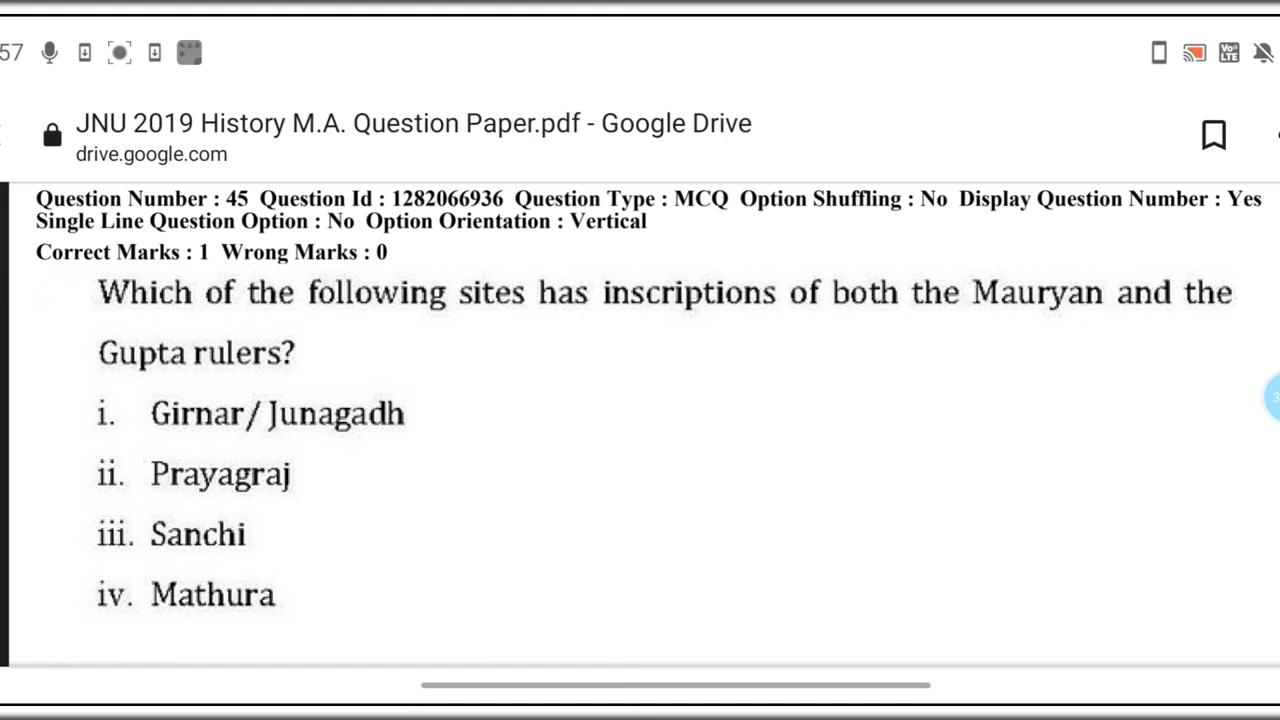 57
VoLTE
JNU 2019 History M.A. Question Paper.pdf - Google Drive
drive.google.com
Question Number : 45 Question Id : 1282066936 Question Type : MCQ Option Shuffling : No Display Question Number : Yes
Single Line Question Option : No Option Orientation : Vertical
Correct Marks : 1 Wrong Marks : 0
Which of the following sites has inscriptions of both the Mauryan and the
Gupta rulers?
i. Girnar/ Junagadh
3
ii. Prayagraj
iii. Sanchi
iv. Mathura